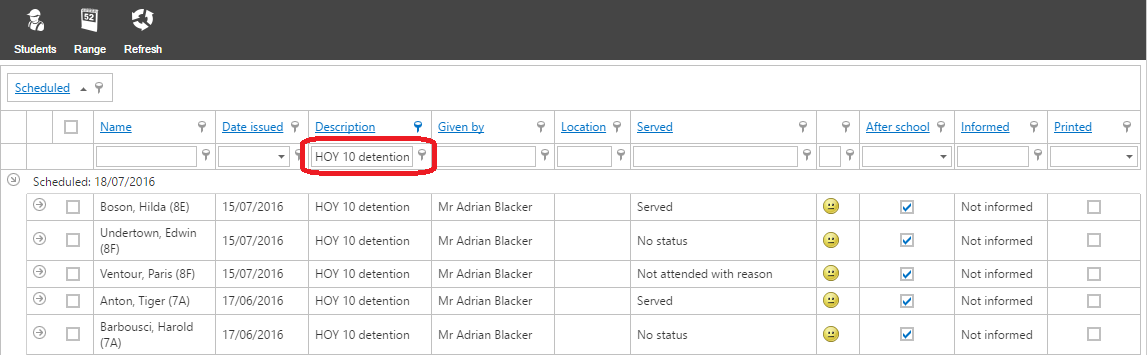 52
Students Range Refresh
Scheduled
Name Date issued Description Given by Location Served After school Informed Printed
HOY 10 detention
Scheduled: 18/07/2016
Boson, Hilda (8E) 15/07/2016 HOY 10 detention Mr Adrian Blacker Served Not informed
Undertown, Edwin
(8F) 15/07/2016 HOY 10 detention Mr Adrian Blacker No status Not informed
Ventour, Paris (8F) 15/07/2016 HOY 10 detention Mr Adrian Blacker Not attended with reason Not informed
Anton, Tiger (7A) 17/06/2016 HOY 10 detention Mr Adrian Blacker Served Not informed
Barbousci, Harold
(7A) 17/06/2016 HOY 10 detention Mr Adrian Blacker No status Not informed